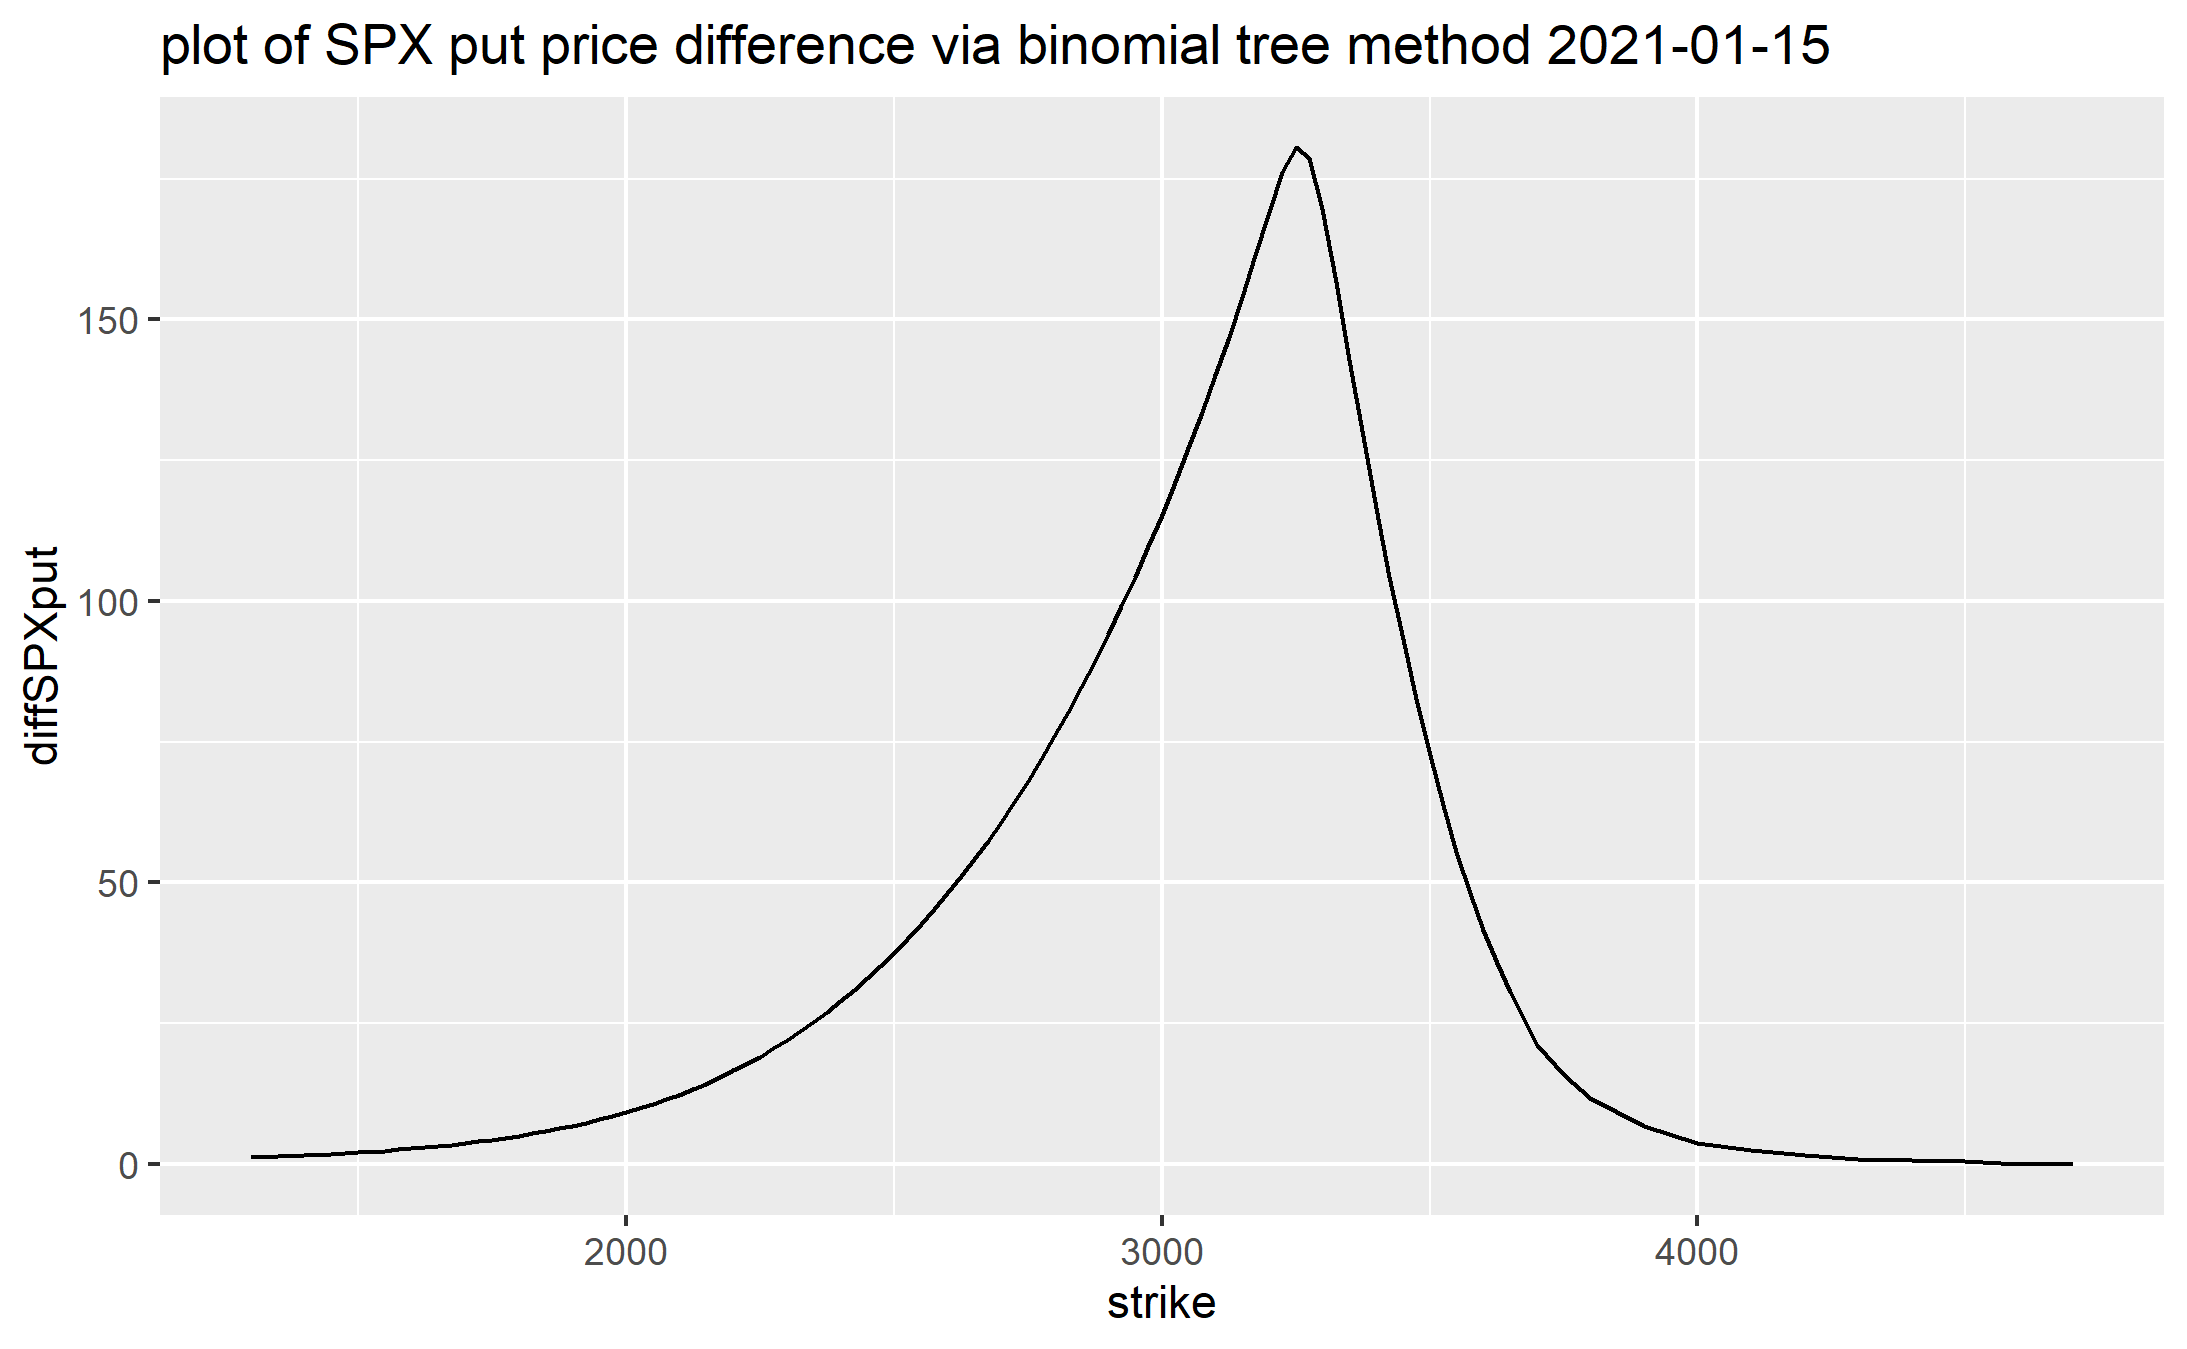 plot of SPX put price difference via binomial tree method 2021-01-15
diffSPXput
150
100
50
0
2000
3000
4000
strike